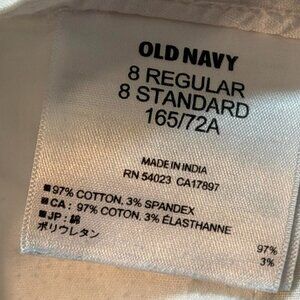 OLD NAVY
8 REGULAR
8 STANDARD
165/72A
MADE IN INDIA
RN 54023 CA17897
■97% COTTON, 3% SPANDEX
■CA: 97% COTON, 3% ÉLASTHANNE
■JP: 綿 97%
ポリウレタン 3%